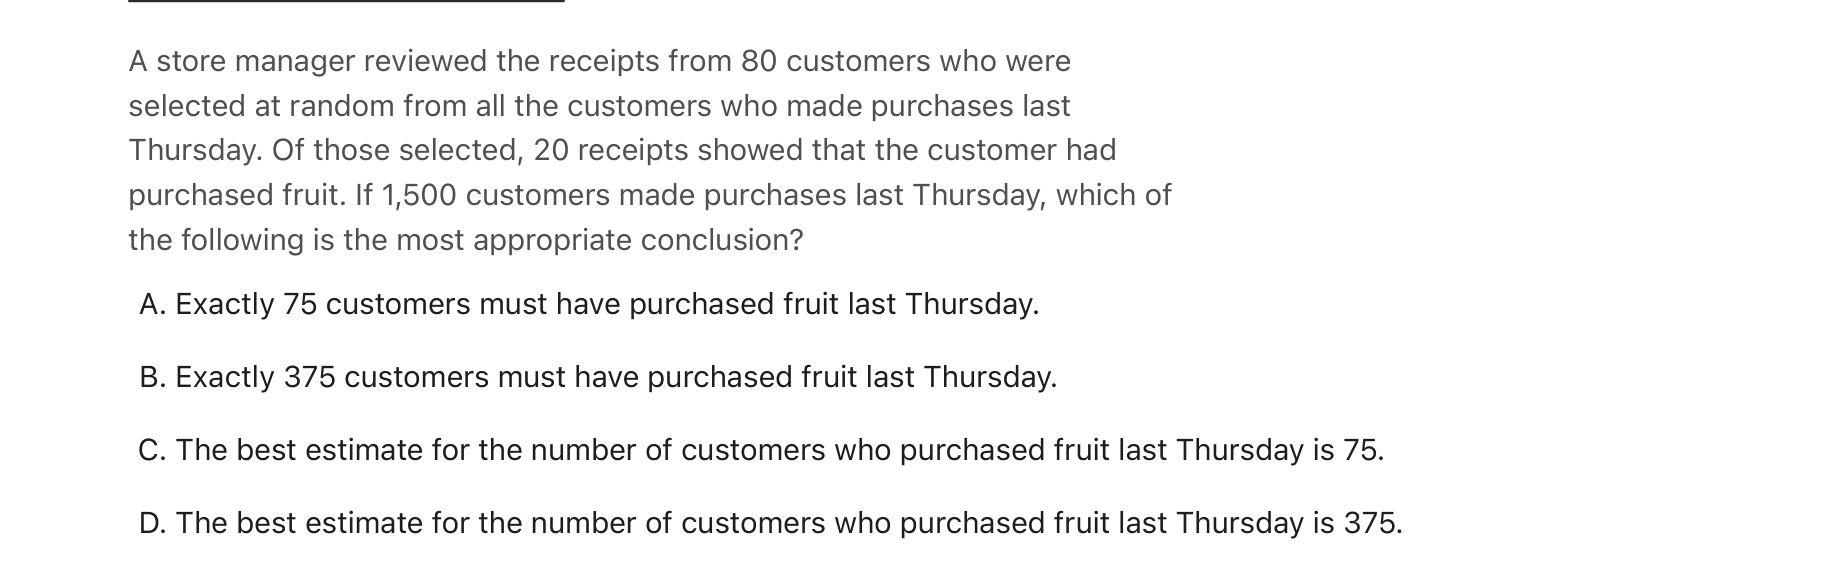 A store manager reviewed the receipts from 80 customers who were
selected at random from all the customers who made purchases last
Thursday. Of those selected, 20 receipts showed that the customer had
purchased fruit. If 1,500 customers made purchases last Thursday, which of
the following is the most appropriate conclusion?
A. Exactly 75 customers must have purchased fruit last Thursday.
B. Exactly 375 customers must have purchased fruit last Thursday.
C. The best estimate for the number of customers who purchased fruit last Thursday is 75.
D. The best estimate for the number of customers who purchased fruit last Thursday is 375.